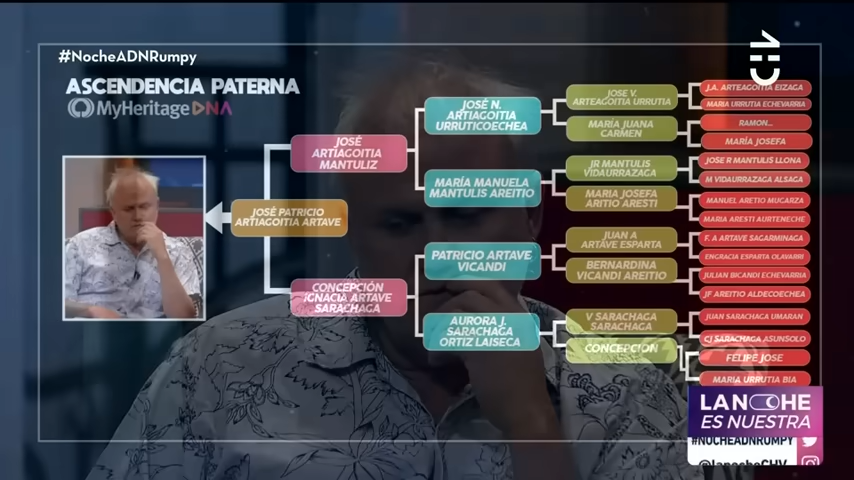 #NocheADNRumpy
CHV
ASCENDENCIA PATERNA
MyHeritage DNA
JOSÉ PATRICIO
ARTIAGOITIA ARTAVE
JOSÉ
ARTIAGOITIA
MANTULIZ
CONCEPCIÓN
IGNACIA ARTAVE
SARACHAGA
JOSÉ N.
ARTIAGOITIA
URRUTICOECHEA
MARÍA MANUELA
MANTULIS AREITIO
PATRICIO ARTAVE
VICANDI
AURORA J.
SARACHAGA
ORTIZ LAISECA
JOSE V.
ARTEAGOITIA URRUTIA
MARÍA JUANA
CARMEN
JR MANTULIS
VIDAURRAZAGA
MARIA JOSEFA
ARITIO ARESTI
JUAN A
ARTAVE ESPARTA
BERNARDINA
VICANDI AREITIO
V SARACHAGA
SARACHAGA
CONCEPCIÓN
J.A. ARTEAGOITIA EIZAGA
MARIA URRUTIA ECHEVARRIA
RAMON...
MARÍA JOSEFA
JOSE R MANTULIS LLONA
M VIDAURRAZAGA ALSAGA
MANUEL ARETIO MUGARZA
MARIA ARESTI AURTENECHE
F. A ARTAVE SAGARMINAGA
ENGRACIA ESPARTA OLAVARRI
JULIAN BICANDI ECHEVARRIA
JF AREITIO ALDECOECHEA
JUAN SARACHAGA UMARAN
CJ SARACHAGA ASUNSOLO
FELIPE JOSE
MARIA URRUTIA BIA
LA NOCHE
ES NUESTRA
#NOCHEADNRUMPY
@lanocheCHV